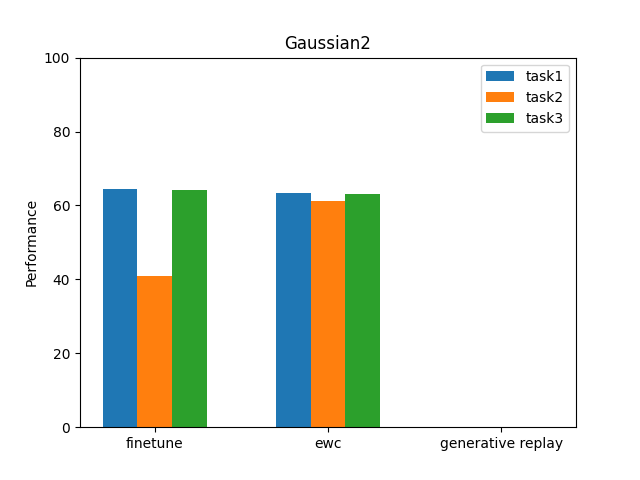 Gaussian2
100
80
60
40
20
0
Performance
task1
task2
task3
finetune
ewc
generative replay